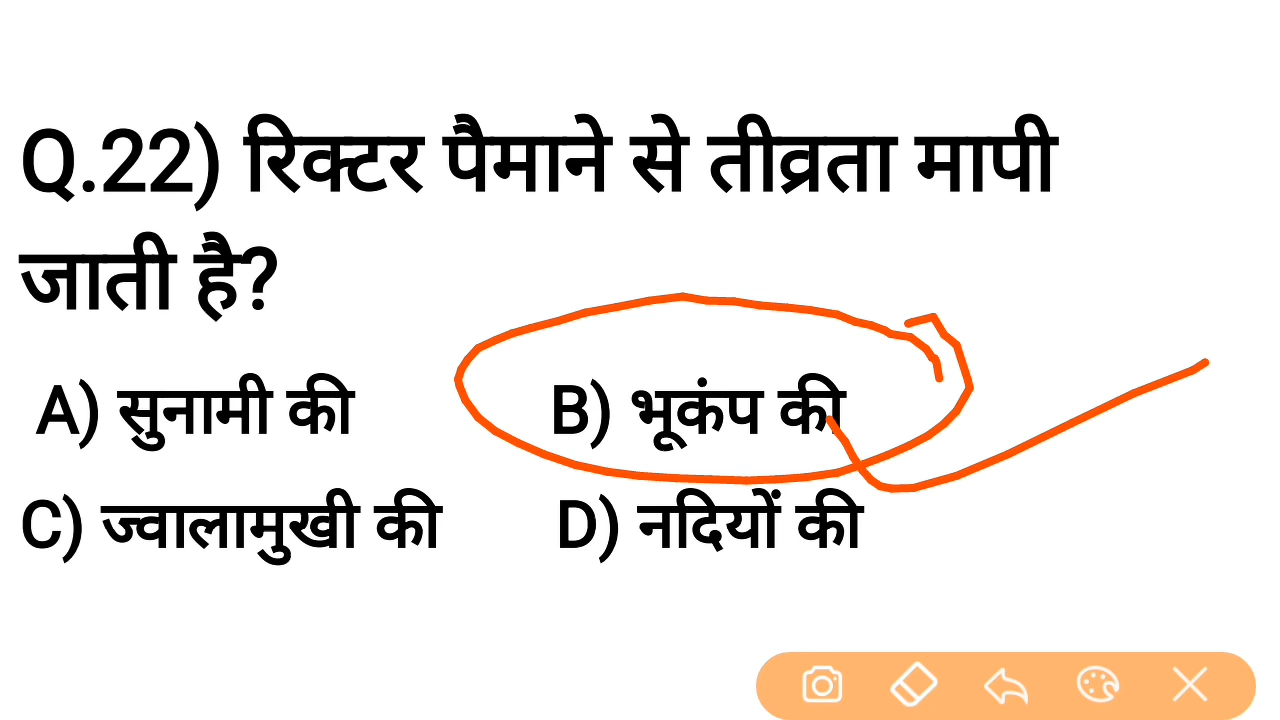 Q.22) रिक्टर पैमाने से तीव्रता मापी
जाती है?
A) सुनामी की B) भूकंप की
C) ज्वालामुखी की D) नदियों की